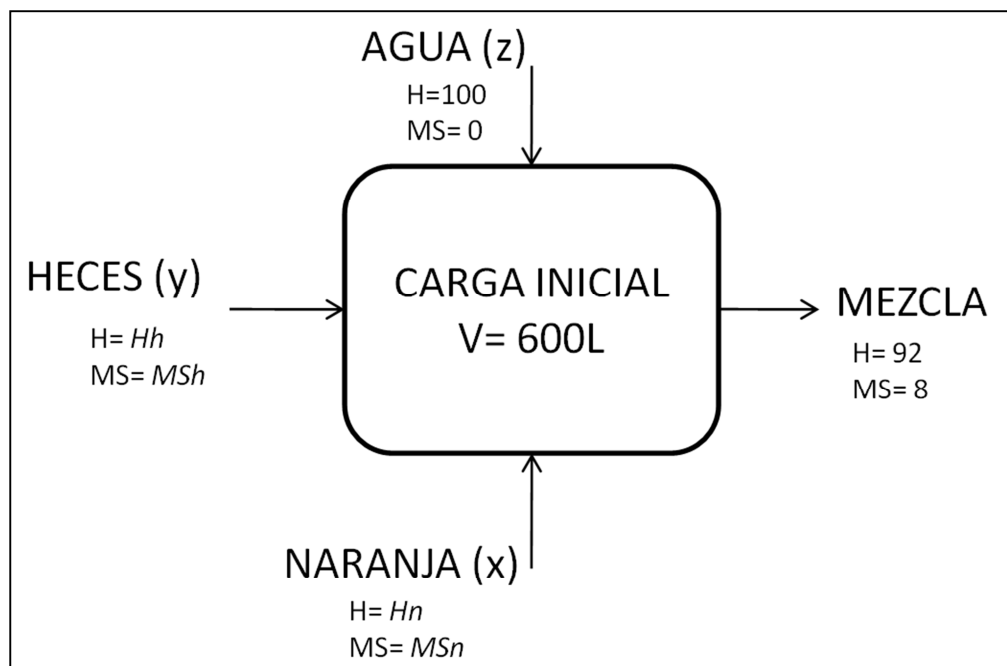 AGUA (z)
H=100
MS= 0
HECES (y)
H= Hh
MS= MSh
CARGA INICIAL
V= 600L
MEZCLA
H= 92
MS= 8
NARANJA (x)
H= Hn
MS= MSn